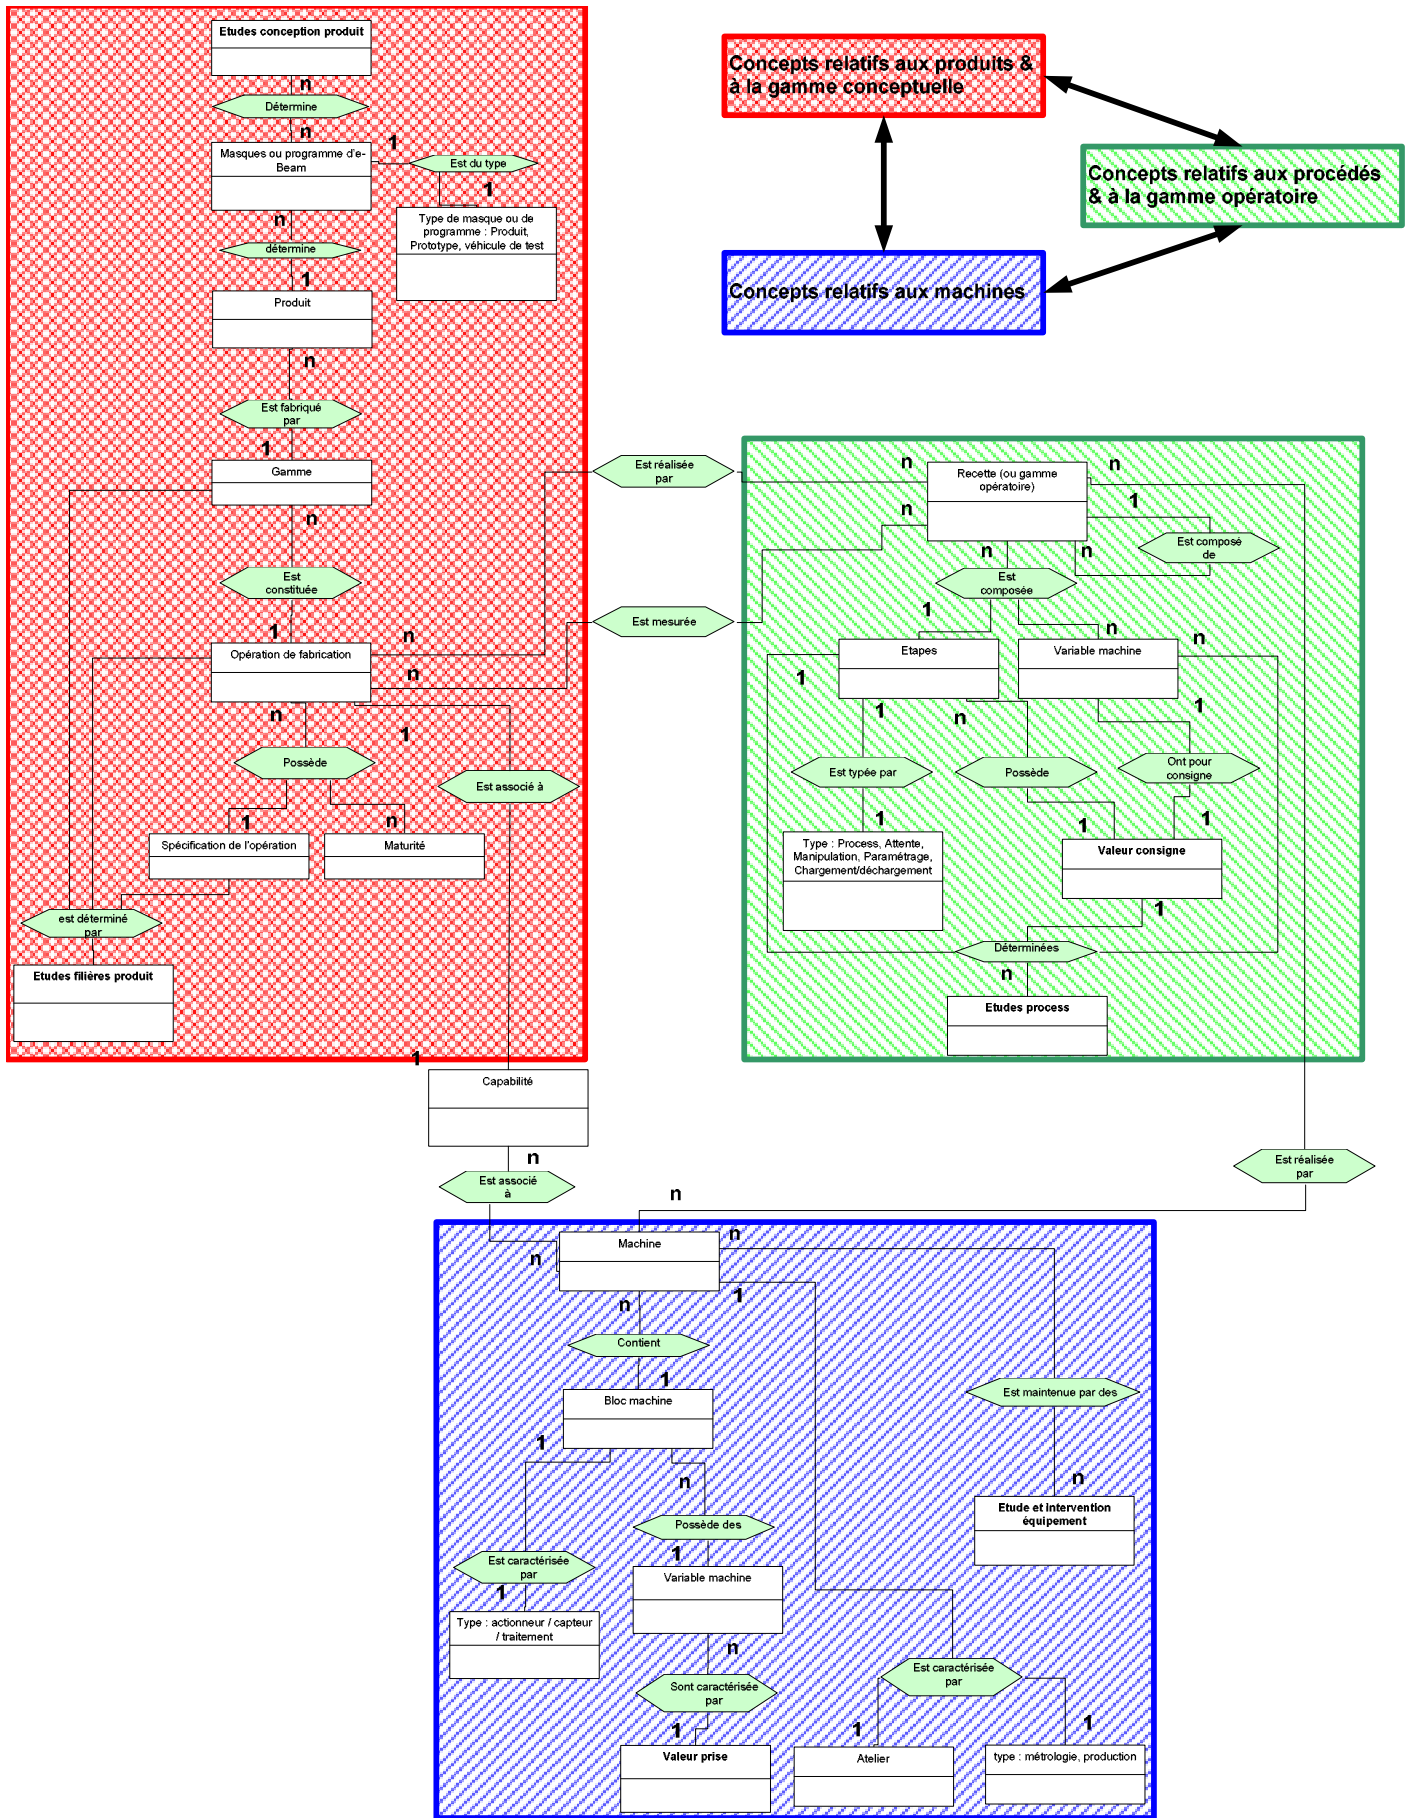 Etudes conception produit
n
Détermine
n
Masques ou programme d'e-
Beam
1
Est du type
1
Type de masque ou de
programme : Produit,
Prototype, véhicule de test
n
détermine
1
Produit
n
Est fabriqué
par
1
Gamme
n
Est
constituée
1
Opération de fabrication
n
n
n
1
Possède
Est associé à
1
n
Spécification de l'opération
Maturité
est déterminé
par
Etudes filières produit
Concepts relatifs aux produits &
à la gamme conceptuelle
Concepts relatifs aux procédés
& à la gamme opératoire
Concepts relatifs aux machines
Est réalisée
par
Est mesurée
n
n
Recette (ou gamme
opératoire)
n
1
Est composé
de
n
n
Est
composée
1
n
Etapes
Variable machine
n
1
1
n
1
Est typée par
Possède
Ont pour
consigne
1
1
1
Type : Process, Attente,
Manipulation, Paramétrage,
Chargement/déchargement
Valeur consigne
1
Déterminées
n
Etudes process
1
Capabilité
n
Est associé
à
Est réalisée
par
n
n
Machine
n
1
n
Contient
1
Bloc machine
1
n
Est maintenue par des
n
Etude et intervention
équipement
Possède des
1
Est caractérisée
par
1
Type : actionneur / capteur
/ traitement
Variable machine
n
Sont caractérisée
par
1
Valeur prise
Est caractérisée
par
1
1
Atelier
type : métrologie, production